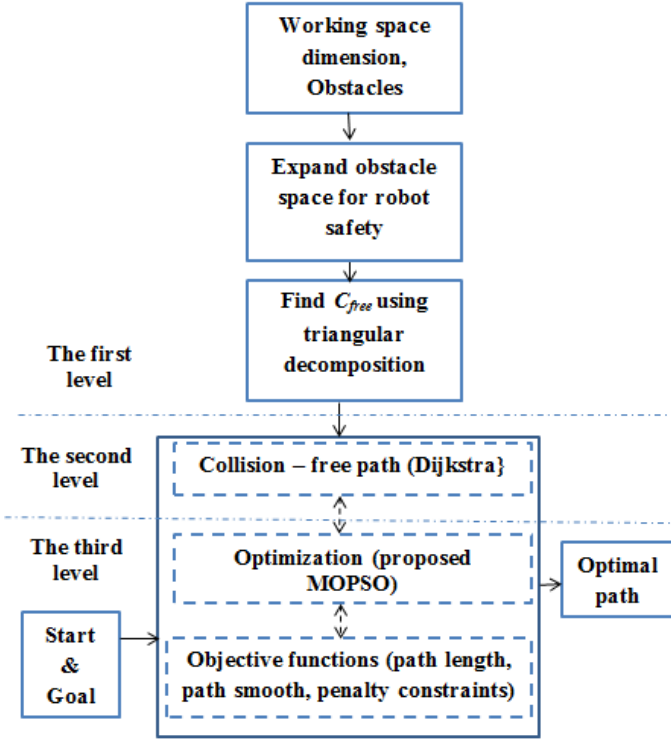 Working space
dimension,
Obstacles
Expand obstacle
space for robot
safety
Find C_free using
triangular
decomposition
The first
level
The second
level
Collision – free path (Dijkstra}
The third
level
Optimization (proposed
MOPSO)
Optimal
path
Start
&
Goal
Objective functions (path length,
path smooth, penalty constraints)